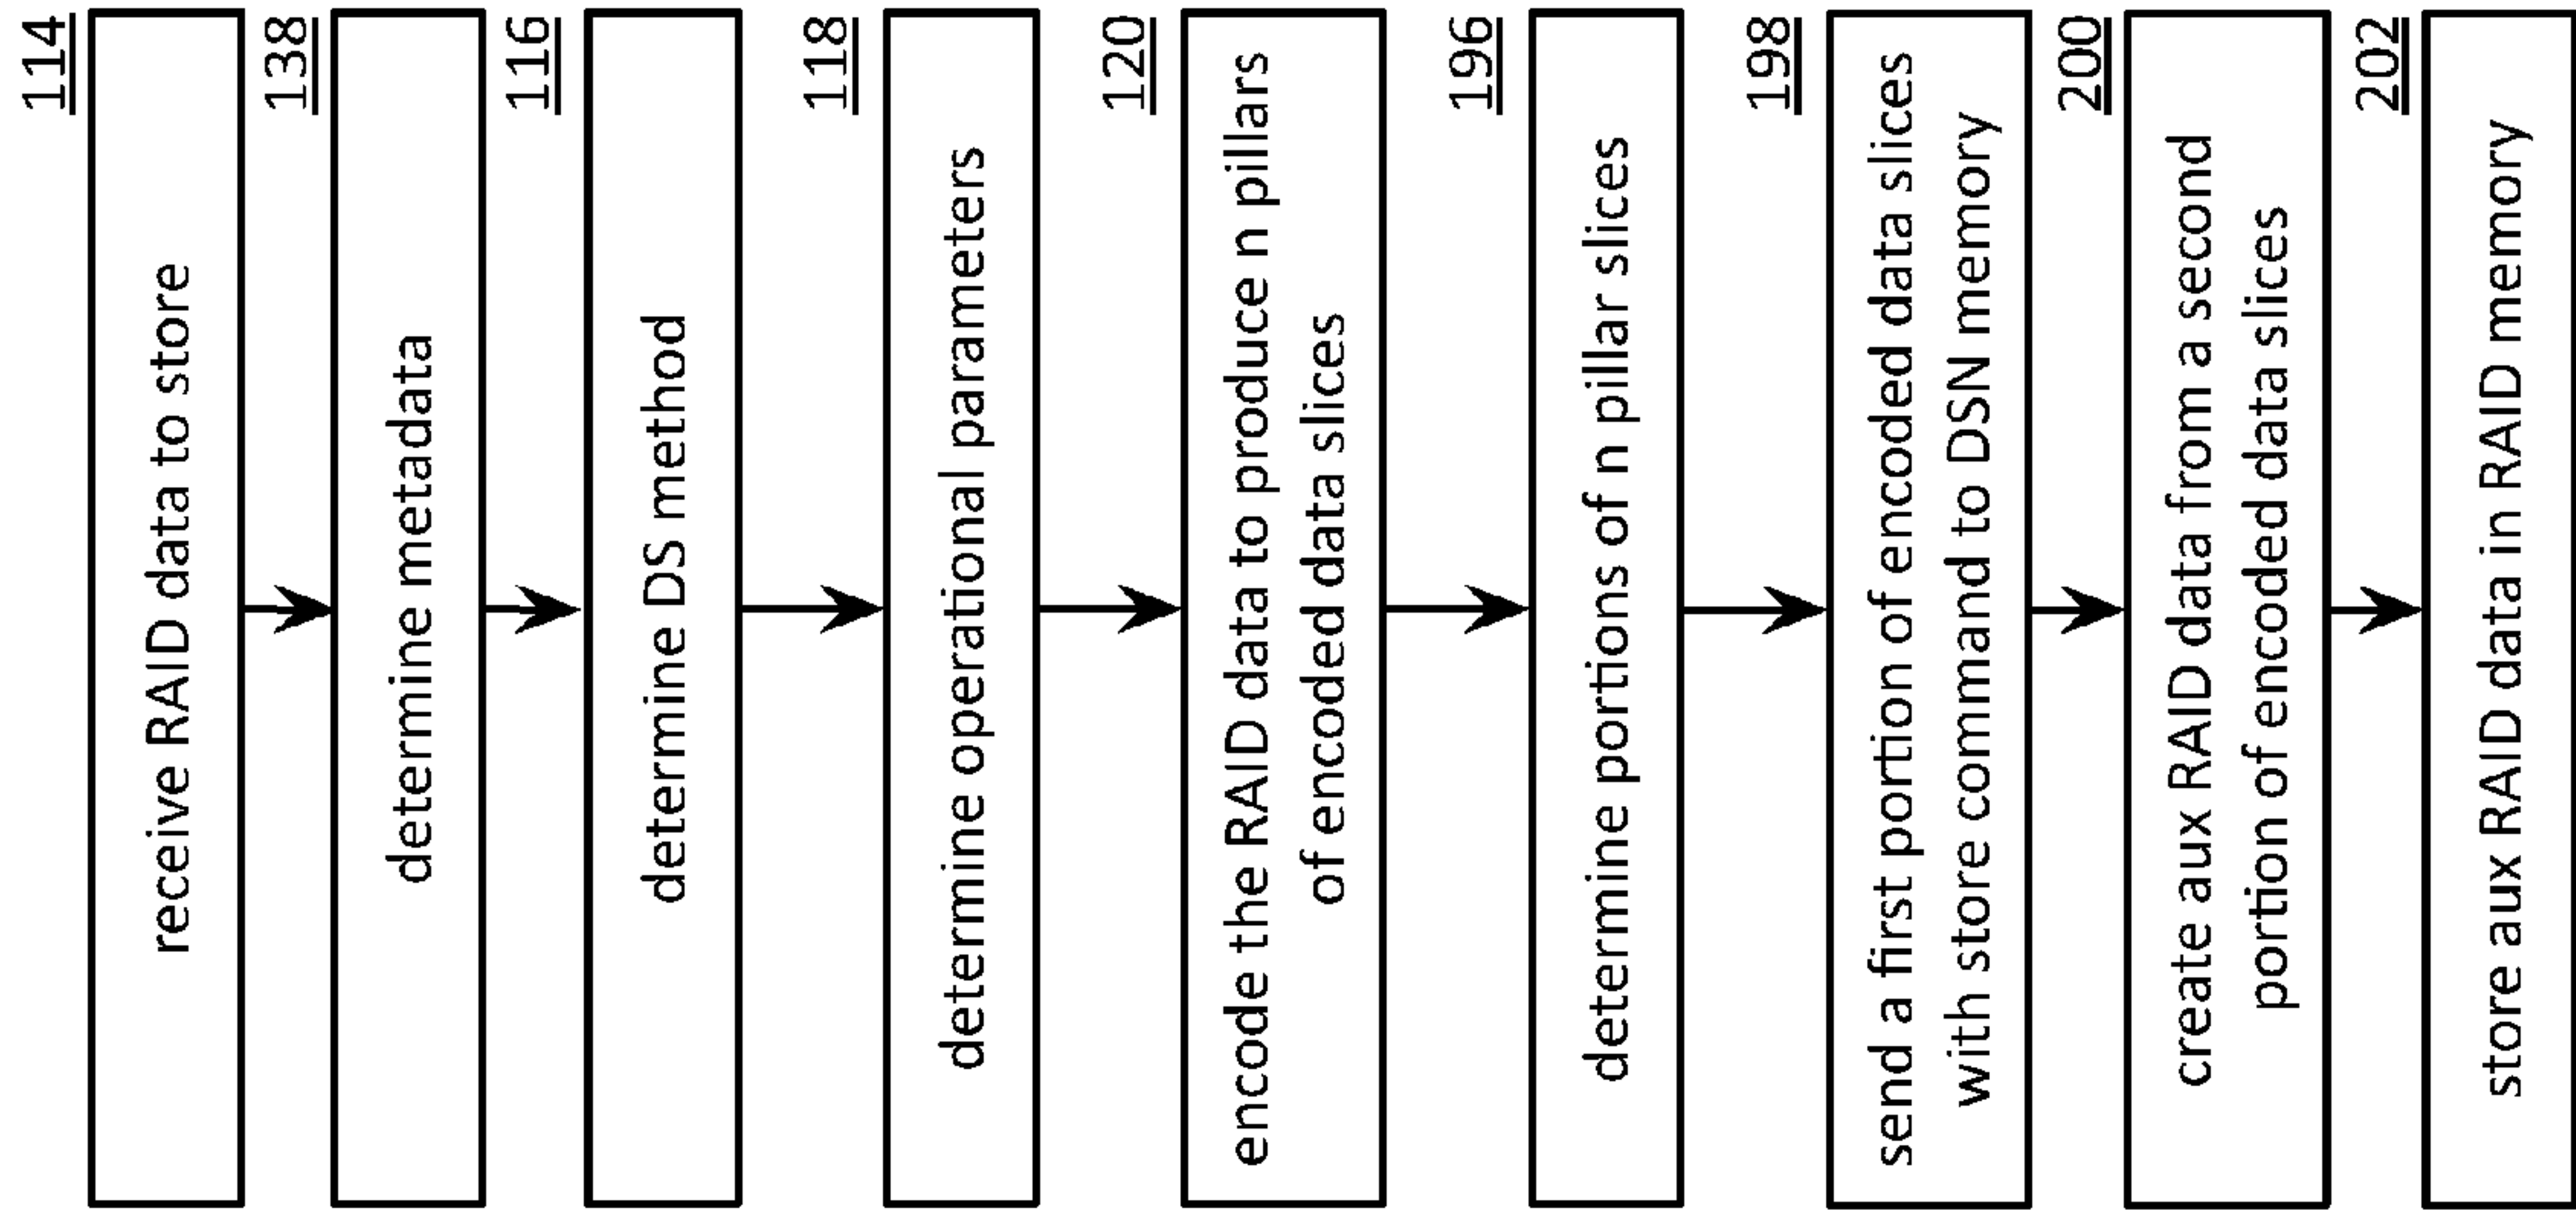 114
receive RAID data to store
138
determine metadata
116
determine DS method
118
determine operational parameters
120
encode the RAID data to produce n pillars
of encoded data slices
196
determine portions of n pillar slices
198
send a first portion of encoded data slices
with store command to DSN memory
200
create aux RAID data from a second
portion of encoded data slices
202
store aux RAID data in RAID memory